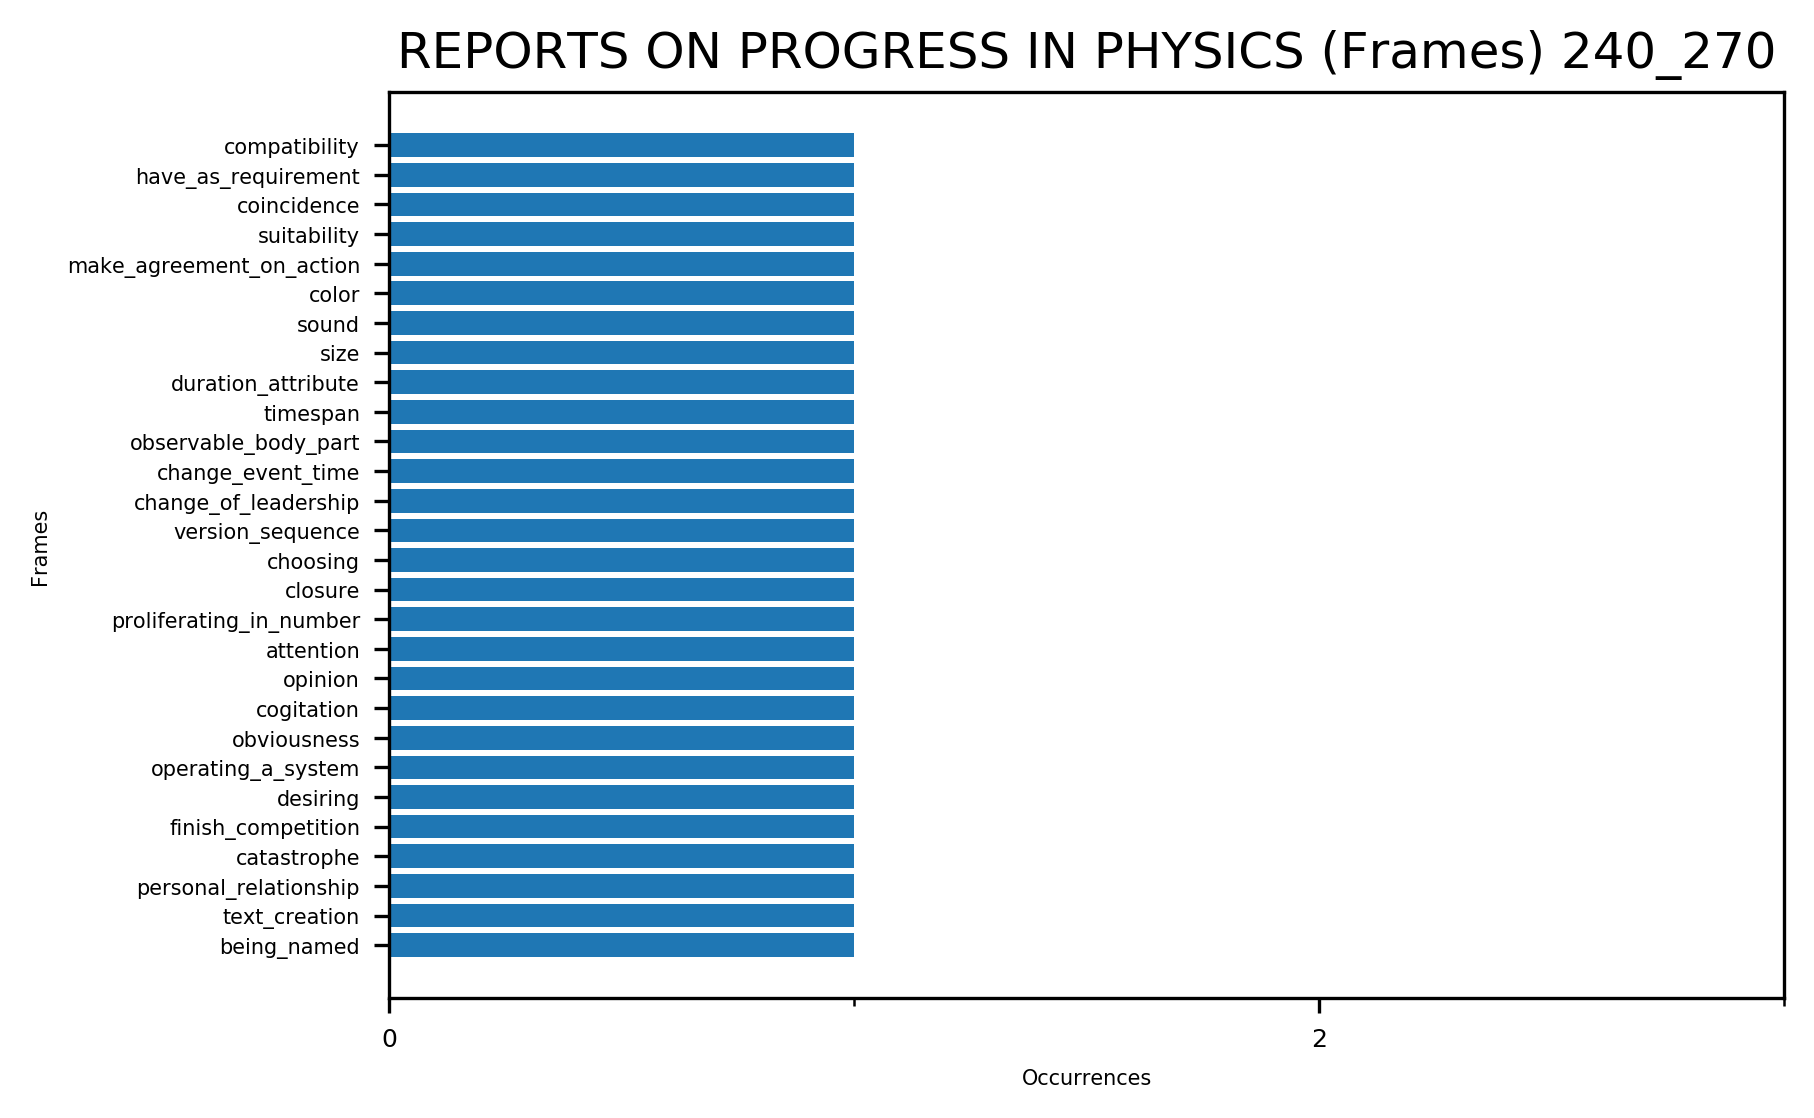 REPORTS ON PROGRESS IN PHYSICS (Frames) 240_270
compatibility
have_as_requirement
coincidence
suitability
make_agreement_on_action
color
sound
size
duration_attribute
timespan
observable_body_part
change_event_time
change_of_leadership
version_sequence
choosing
closure
proliferating_in_number
attention
opinion
cogitation
obviousness
operating_a_system
desiring
finish_competition
catastrophe
personal_relationship
text_creation
being_named
Frames
0
2
Occurrences